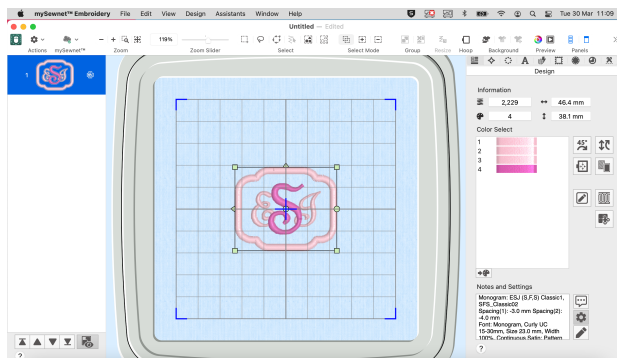 mySewnet™ Embroidery File Edit View Design Assistants Window Help Tue 30 Mar 11:09
Untitled — Edited
119%
Actions mySewnet™ Zoom Zoom Slider Select Select Mode Group Resize Hoop Background Preview Panels
1
Design
Information
2,229 46.4 mm
4 38.1 mm
Color Select
1
2
3
4
45°
Notes and Settings
Monogram: ESJ (S,F,S) Classic1,
SFS_Classic02
Spacing(1): -3.0 mm Spacing(2):
-4.0 mm
Font: Monogram, Curly UC
15-30mm, Size 23.0 mm, Width
100%, Continuous Satin: Pattern
?
?